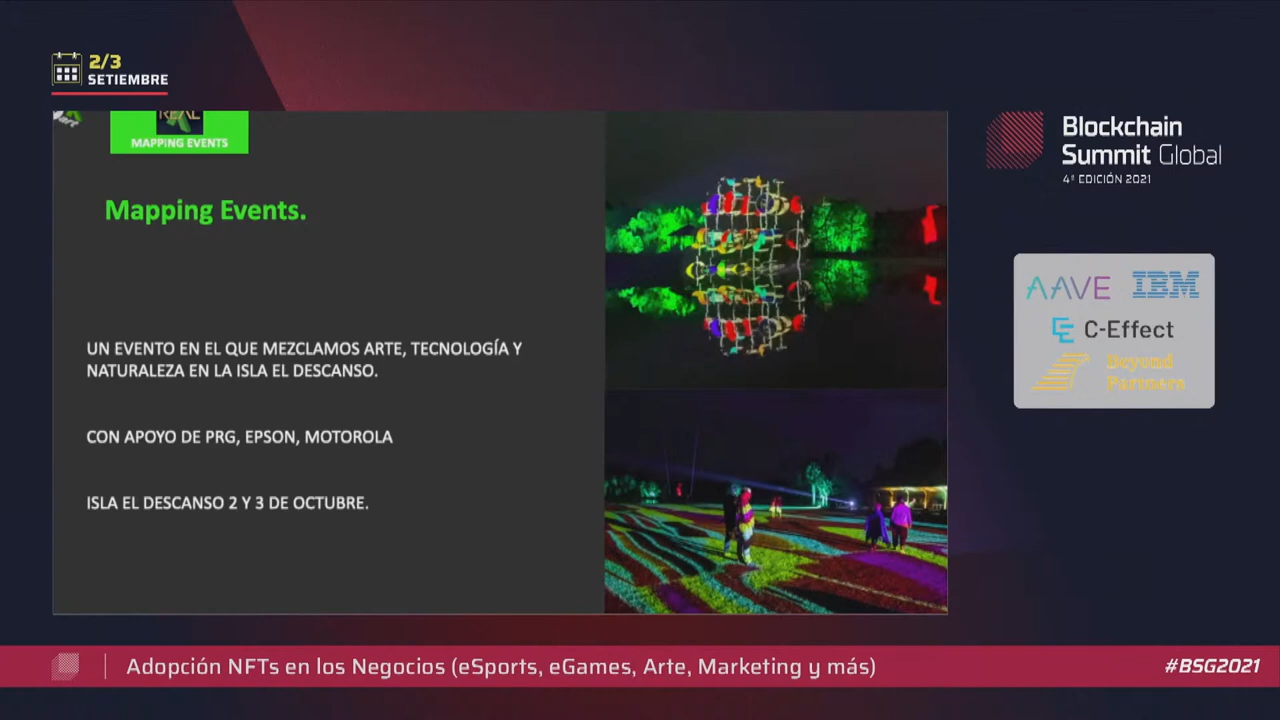 2/3
SETIEMBRE
REAL
MAPPING EVENTS
Mapping Events.
UN EVENTO EN EL QUE MEZCLAMOS ARTE, TECNOLOGÍA Y
NATURALEZA EN LA ISLA EL DESCANSO.
CON APOYO DE PRG, EPSON, MOTOROLA
ISLA EL DESCANSO 2 Y 3 DE OCTUBRE.
Blockchain
Summit Global
4ª EDICIÓN 2021
AAVE IBM
C-Effect
Beyond
Partners
Adopción NFTs en los Negocios (eSports, eGames, Arte, Marketing y más)
#BSG2021